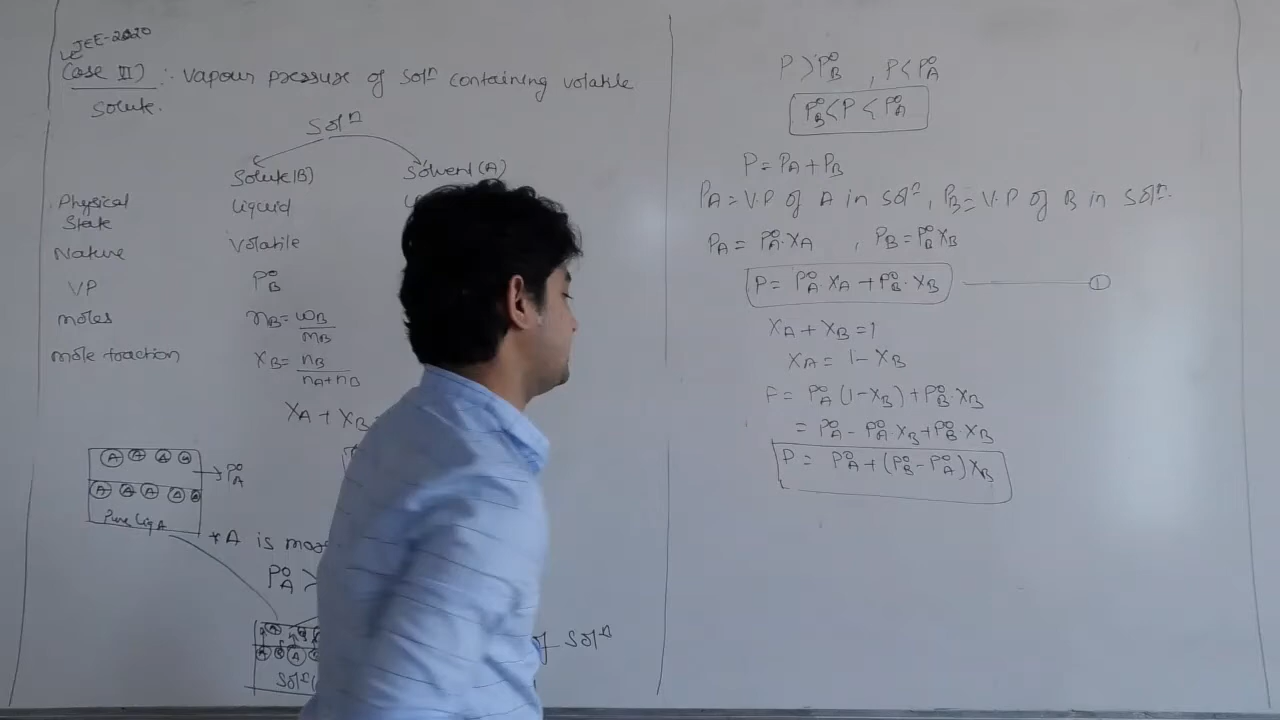 JEE-2020
Case III) :- Vapour pressure of Solⁿ containing volatile
Solute.
Solⁿ
Solute(B) Solvent(A)
Physical State Liquid
Nature Volatile
VP P°B
moles nB = wB/mB
mole fraction XB = nB/nA+nB
XA + XB =
A A A A
→ P°A
A A A A A
Pure Liq A
*A is more
P°A >
of Solⁿ
A
Solⁿ
P > P°B , P < P°A
P°B < P < P°A
P = PA + PB
PA = V.P of A in Solⁿ, PB = V.P of B in Solⁿ.
PA = P°A·XA , PB = P°B XB
P = P°A·XA + P°B·XB ①
XA + XB = 1
XA = 1 - XB
P = P°A (1-XB) + P°B·XB
= P°A - P°A·XB + P°B XB
P = P°A + (P°B - P°A) XB